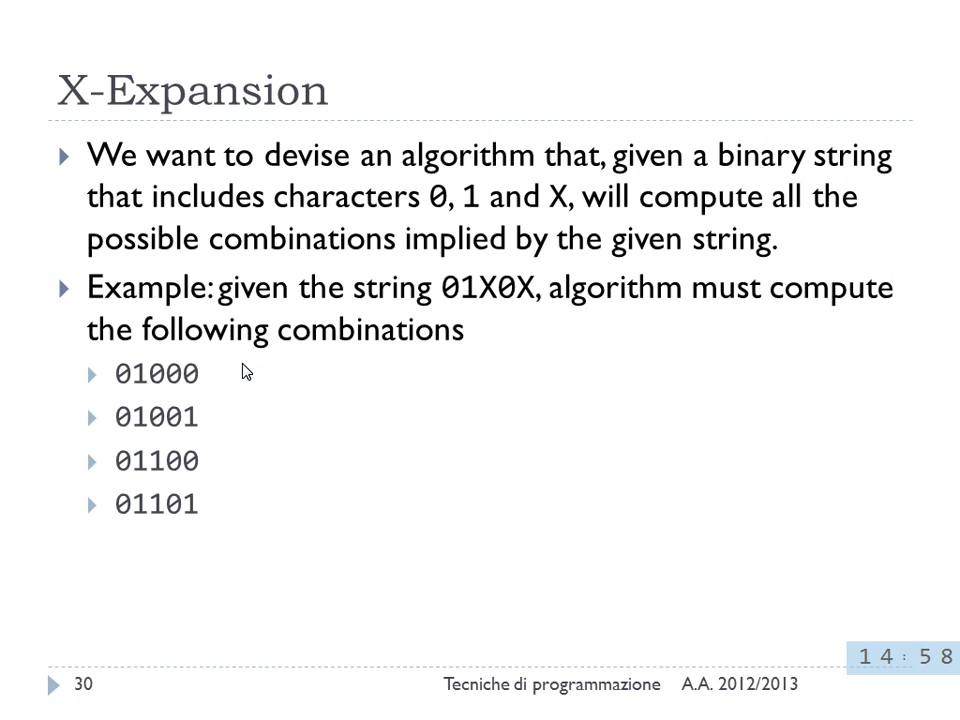 X-Expansion
We want to devise an algorithm that, given a binary string
that includes characters 0, 1 and X, will compute all the
possible combinations implied by the given string.
Example: given the string 01X0X, algorithm must compute
the following combinations
01000
01001
01100
01101
14:58
30 Tecniche di programmazione A.A. 2012/2013